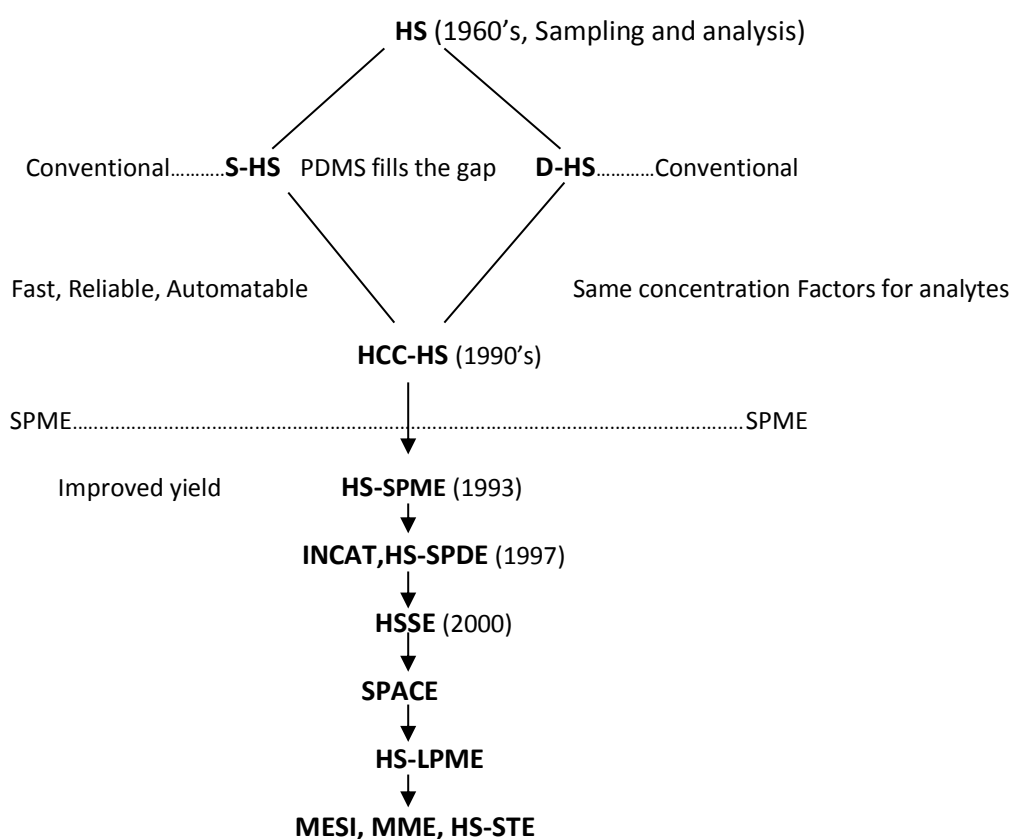 HS (1960’s, Sampling and analysis)
Conventional...........S-HS PDMS fills the gap D-HS............Conventional
Fast, Reliable, Automatable Same concentration Factors for analytes
HCC-HS (1990’s)
SPME..............................................................................................................SPME
Improved yield HS-SPME (1993)
INCAT,HS-SPDE (1997)
HSSE (2000)
SPACE
HS-LPME
MESI, MME, HS-STE